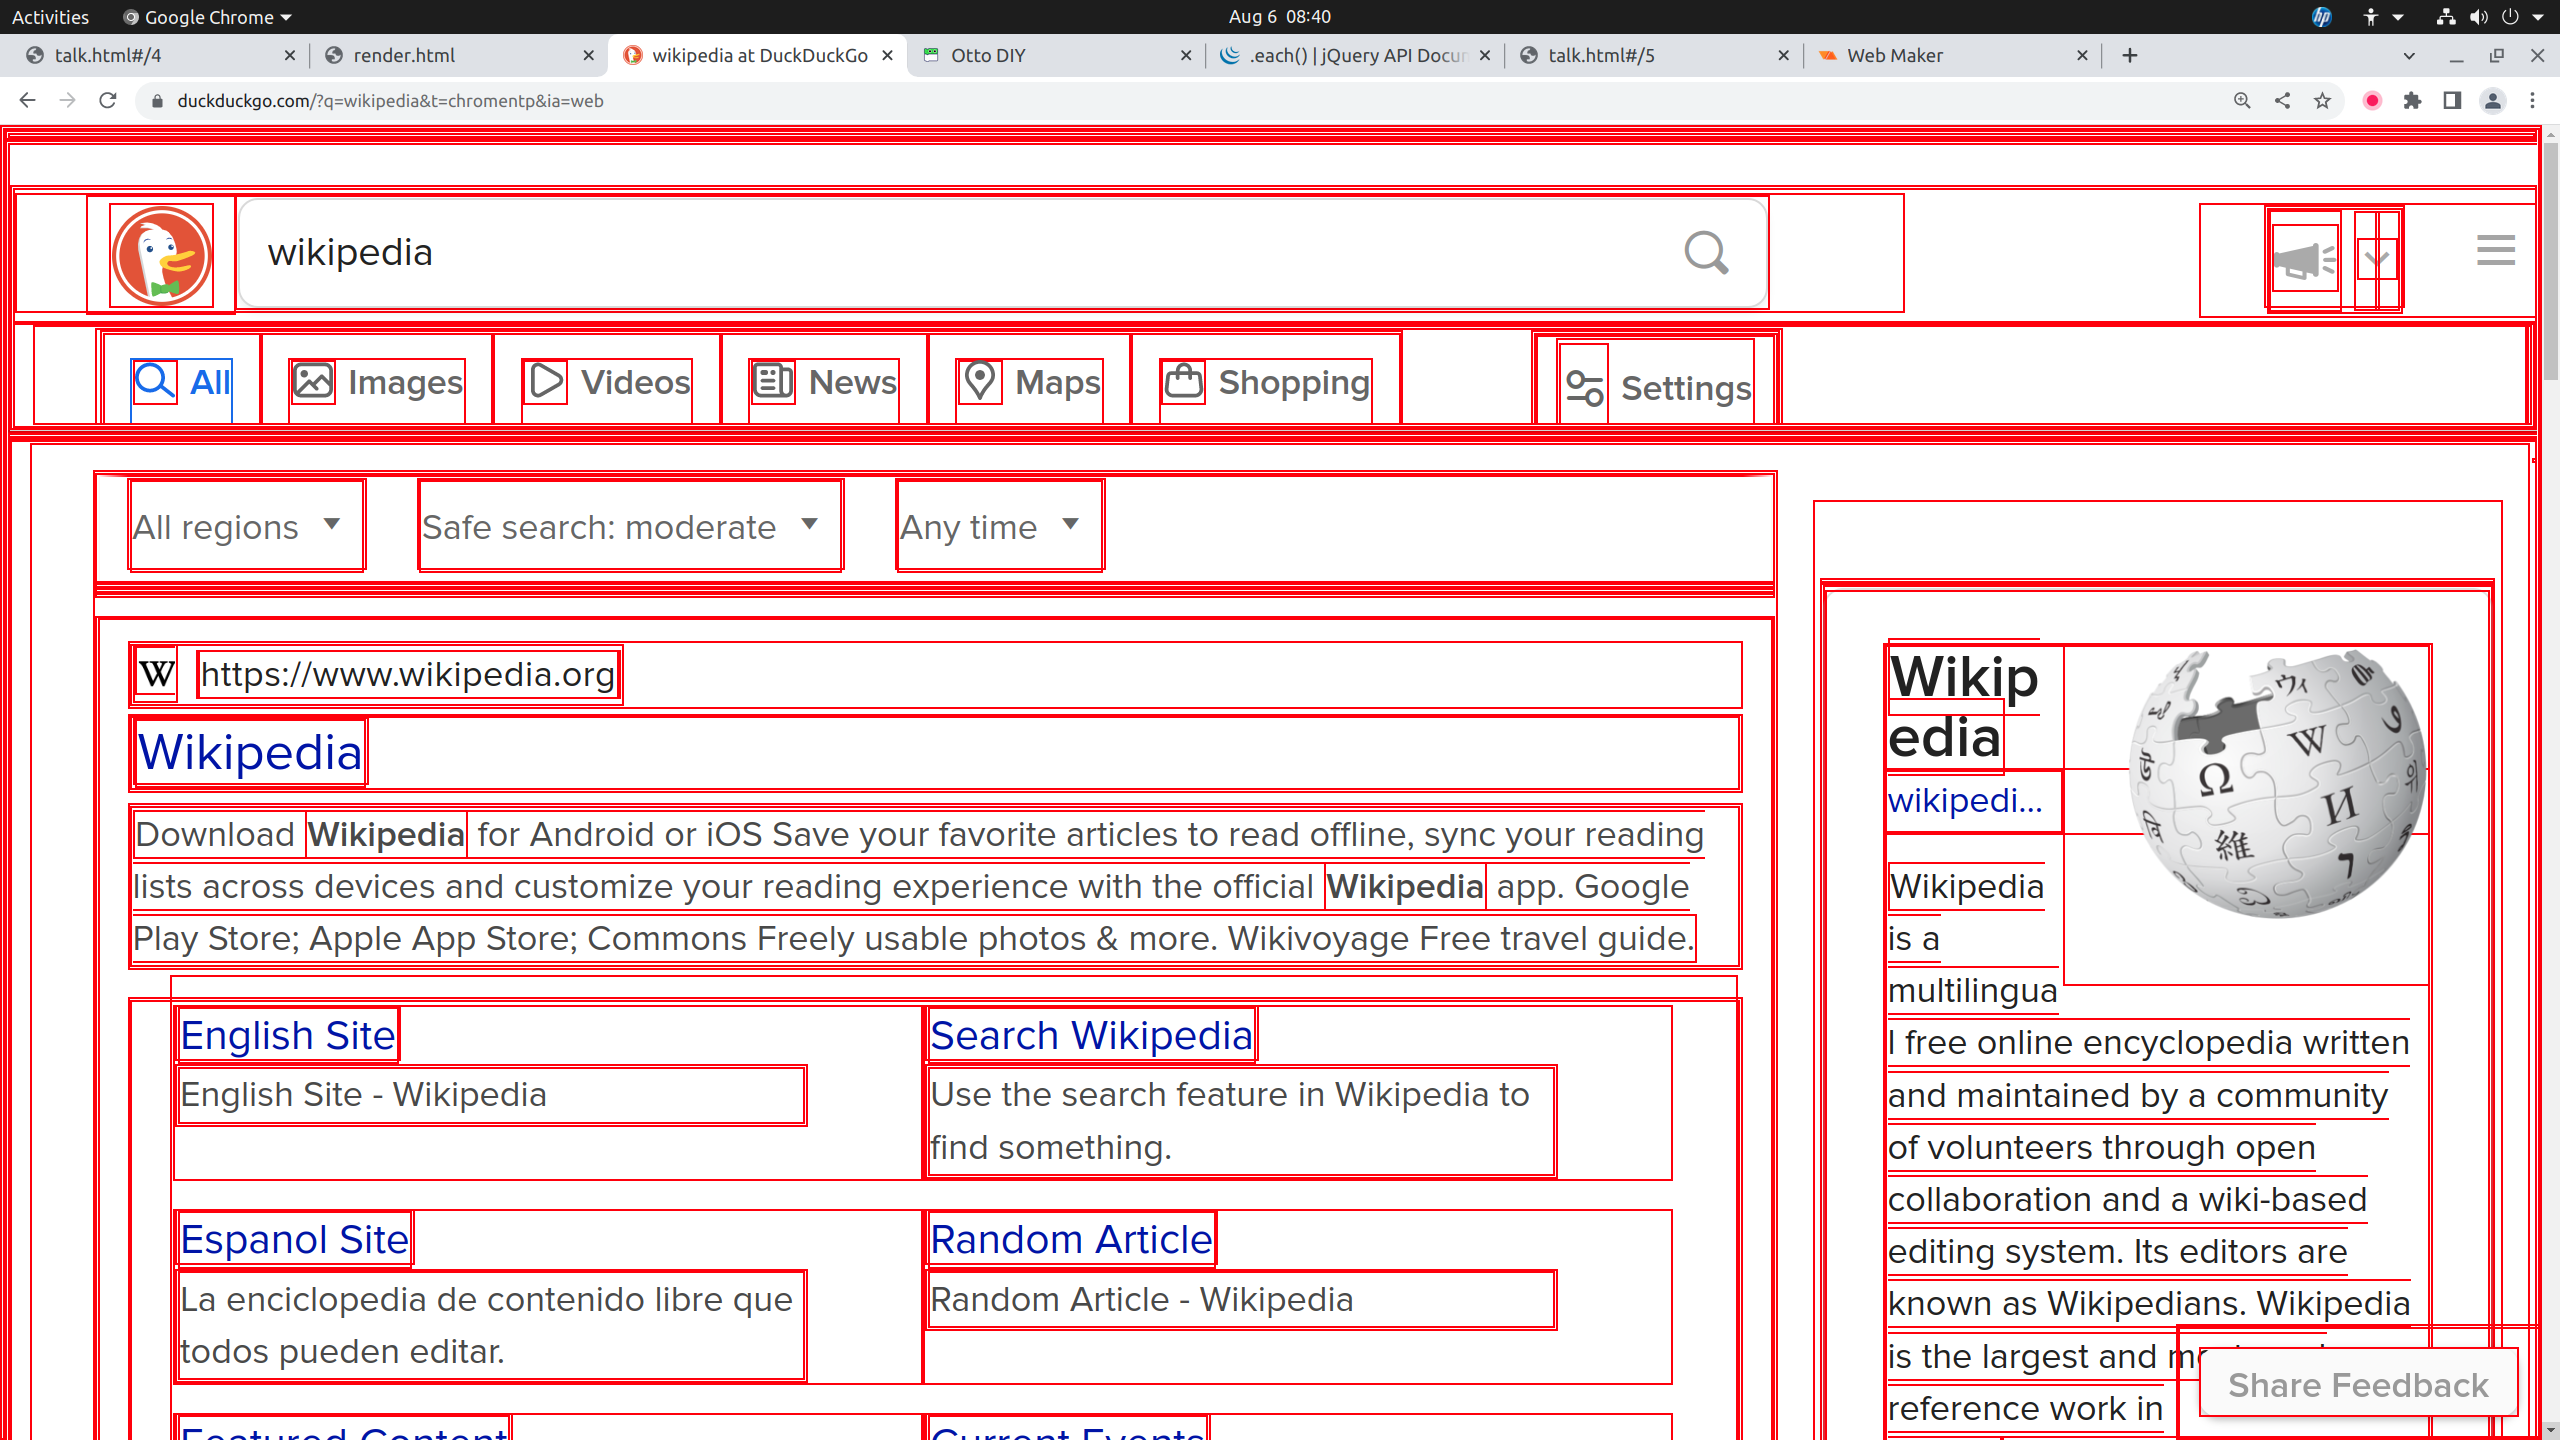 Activities Google Chrome Aug 6 08:40
talk.html#/4 render.html wikipedia at DuckDuckGo Otto DIY .each() | jQuery API Docu talk.html#/5 Web Maker
duckduckgo.com/?q=wikipedia&t=chromentp&ia=web
wikipedia
All Images Videos News Maps Shopping Settings
All regions Safe search: moderate Any time
W https://www.wikipedia.org
Wikipedia
Download Wikipedia for Android or iOS Save your favorite articles to read offline, sync your reading
lists across devices and customize your reading experience with the official Wikipedia app. Google
Play Store; Apple App Store; Commons Freely usable photos & more. Wikivoyage Free travel guide.
English Site
English Site - Wikipedia
Search Wikipedia
Use the search feature in Wikipedia to
find something.
Espanol Site
La enciclopedia de contenido libre que
todos pueden editar.
Random Article
Random Article - Wikipedia
Featured Content
Current Events
Wikip
edia
wikipedi...
Wikipedia
is a
multilingua
l free online encyclopedia written
and maintained by a community
of volunteers through open
collaboration and a wiki-based
editing system. Its editors are
known as Wikipedians. Wikipedia
is the largest and
reference work in
Share Feedback